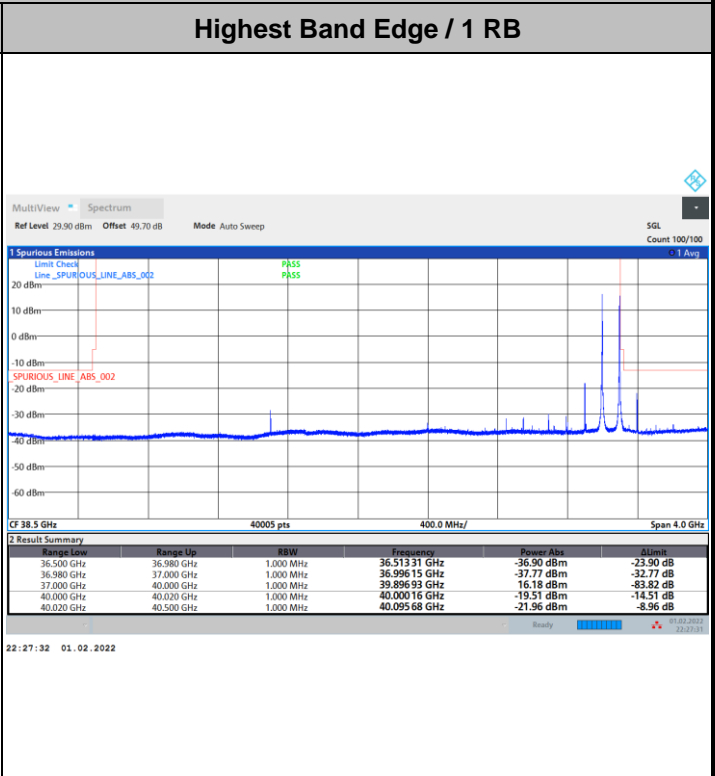 Highest Band Edge / 1 RB
MultiView Spectrum
Ref Level 29.90 dBm Offset 49.70 dB Mode Auto Sweep SGL
Count 100/100
1 Spurious Emissions 1 Avg
Limit Check PASS
Line _SPURIOUS_LINE_ABS_002 PASS
20 dBm
10 dBm
0 dBm
-10 dBm
_SPURIOUS_LINE_ABS_002
-20 dBm
-30 dBm
-40 dBm
-50 dBm
-60 dBm
CF 38.5 GHz 40005 pts 400.0 MHz/ Span 4.0 GHz
2 Result Summary
Range Low Range Up RBW Frequency Power Abs ΔLimit
36.500 GHz 36.980 GHz 1.000 MHz 36.51331 GHz -36.90 dBm -23.90 dB
36.980 GHz 37.000 GHz 1.000 MHz 36.99615 GHz -37.77 dBm -32.77 dB
37.000 GHz 40.000 GHz 1.000 MHz 39.89693 GHz 16.18 dBm -83.82 dB
40.000 GHz 40.020 GHz 1.000 MHz 40.00016 GHz -19.51 dBm -14.51 dB
40.020 GHz 40.500 GHz 1.000 MHz 40.09568 GHz -21.96 dBm -8.96 dB
Ready 01.02.2022
22:27:31
22:27:32 01.02.2022